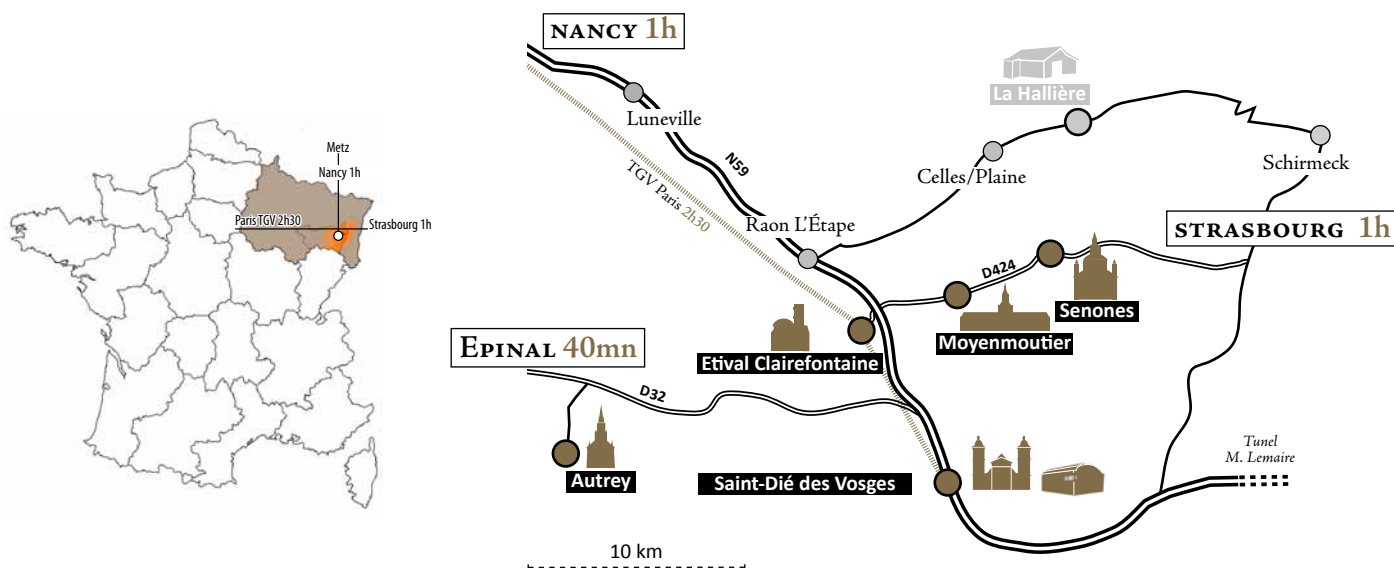 Metz
Nancy 1h
Paris TGV 2h30
Strasbourg 1h
NANCY 1h
La Hallière
Luneville
N59
TGV Paris 2h30
Celles/Plaine
Schirmeck
Raon L'Étape
STRASBOURG 1h
D424
Senones
Moyenmoutier
EPINAL 40mn
Etival Clairefontaine
D32
Tunel
M. Lemaire
Autrey
Saint-Dié des Vosges
10 km